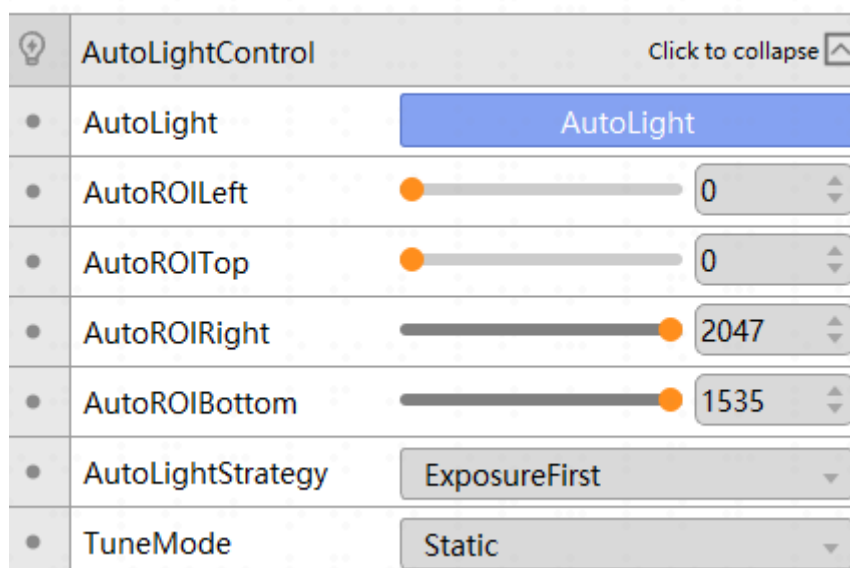 AutoLightControl Click to collapse
AutoLight AutoLight
AutoROILeft 0
AutoROITop 0
AutoROIRight 2047
AutoROIBottom 1535
AutoLightStrategy ExposureFirst
TuneMode Static